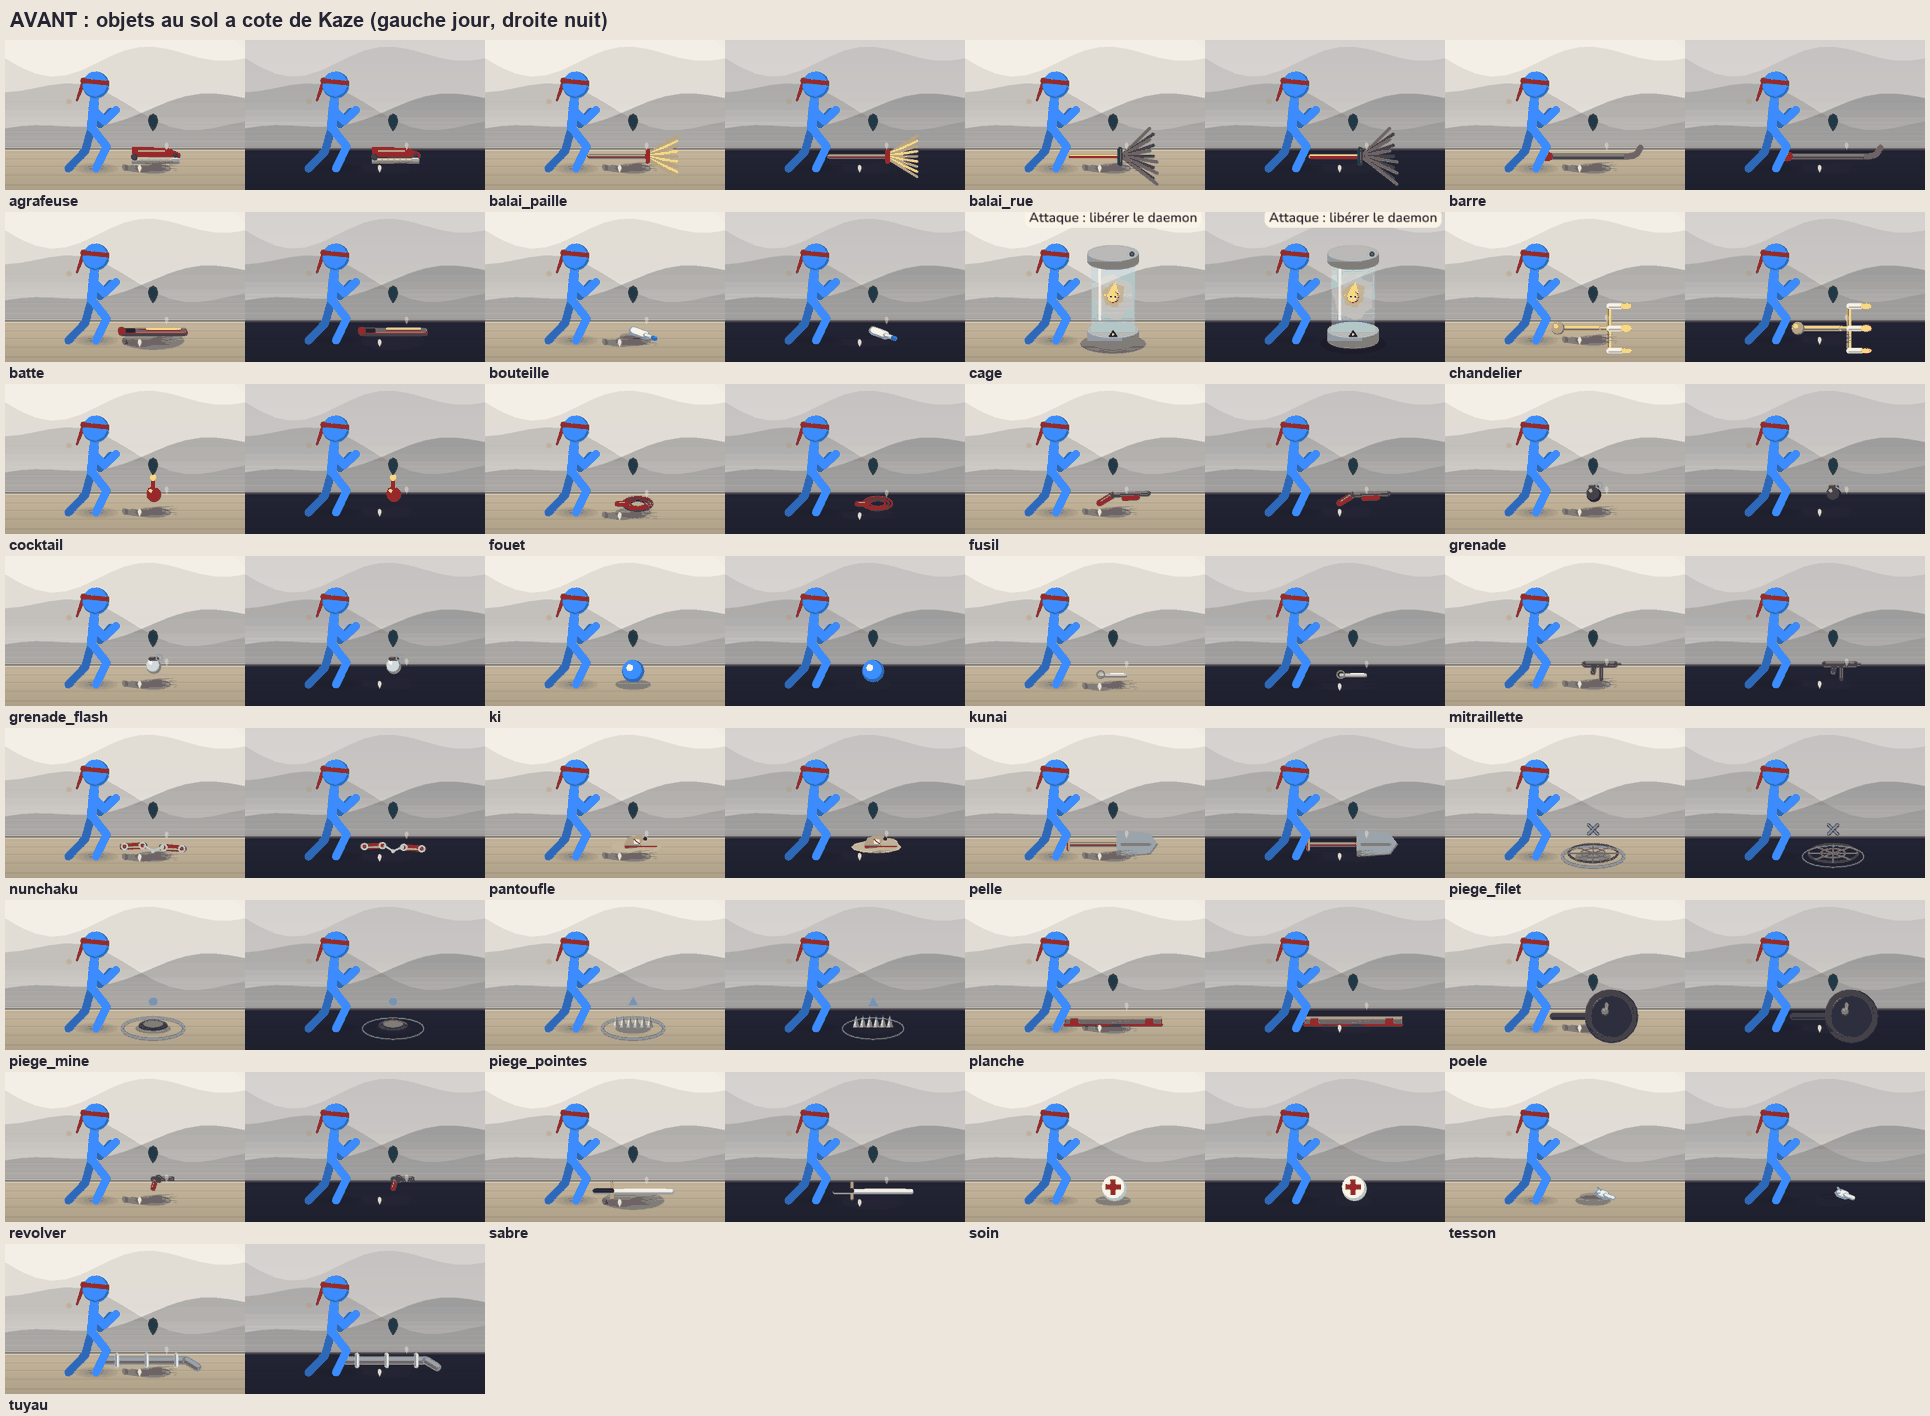 AVANT : objets au sol a cote de Kaze (gauche jour, droite nuit)
agrafeuse
balai_paille
balai_rue
barre
Attaque : libérer le daemon
Attaque : libérer le daemon
batte
bouteille
cage
chandelier
cocktail
fouet
fusil
grenade
grenade_flash
ki
kunai
mitraillette
nunchaku
pantoufle
pelle
piege_filet
piege_mine
piege_pointes
planche
poele
revolver
sabre
soin
tesson
tuyau